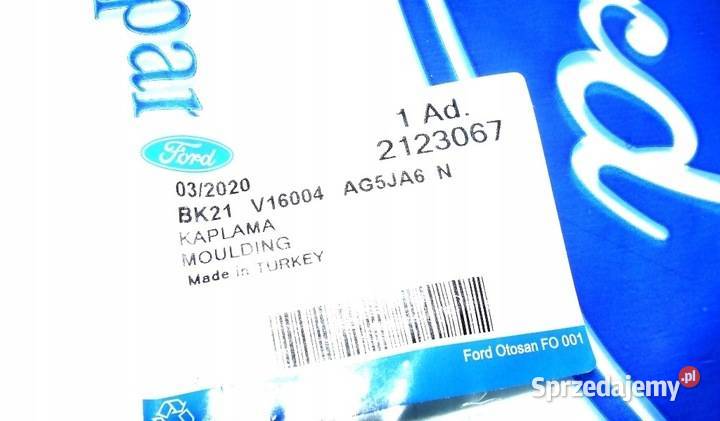 par
1 Ad.
2123067
Ford
03/2020
BK21 V16004 AG5JA6 N
KAPLAMA
MOULDING
Made in TURKEY
Ford Otosan FO 001
Sprzedajemy.pl